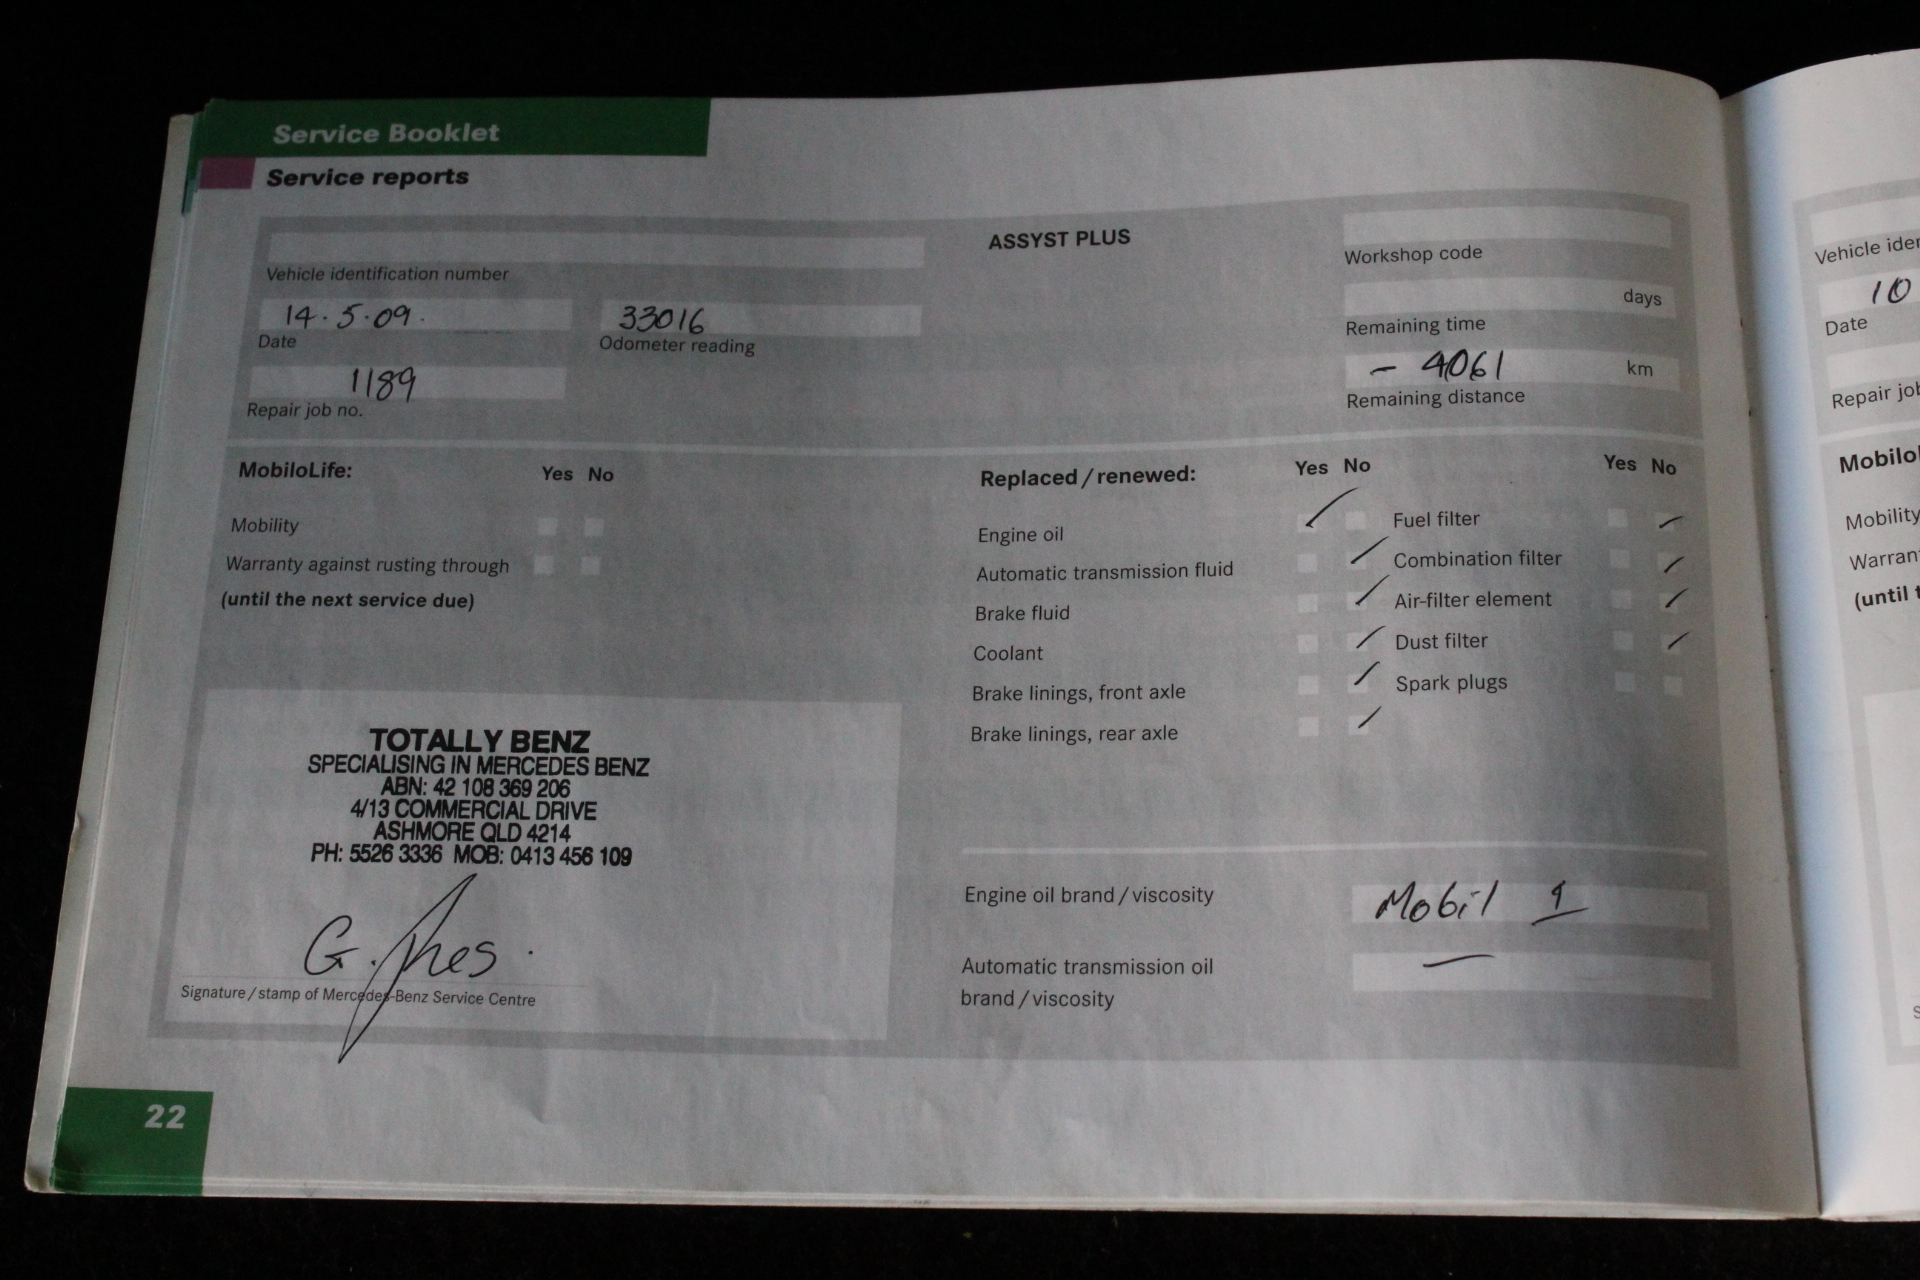 Service Booklet
Service reports
Vehicle identification number
14.5.09.
Date
33016
Odometer reading
1189
Repair job no.
ASSYST PLUS
Workshop code
days
Remaining time
- 4061 km
Remaining distance
MobiloLife: Yes No
Mobility
Warranty against rusting through
(until the next service due)
Replaced / renewed: Yes No Yes No
Engine oil Fuel filter
Automatic transmission fluid Combination filter
Brake fluid Air-filter element
Coolant Dust filter
Brake linings, front axle Spark plugs
Brake linings, rear axle
TOTALLY BENZ
SPECIALISING IN MERCEDES BENZ
ABN: 42 108 369 206
4/13 COMMERCIAL DRIVE
ASHMORE QLD 4214
PH: 5526 3336 MOB: 0413 456 109
Signature / stamp of Mercedes-Benz Service Centre
Engine oil brand / viscosity Mobil 1
Automatic transmission oil
brand / viscosity
22
Vehicle
10
Date
Repair
Mobility
(until